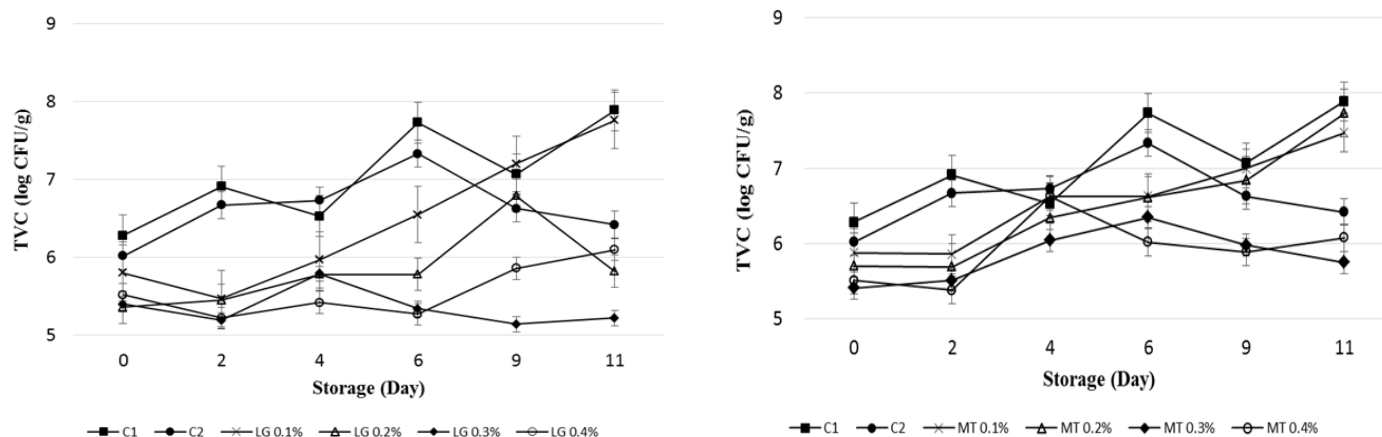 9
8
7
6
5
TVC (log CFU/g)
0 2 4 6 9 11
Storage (Day)
C1 C2 LG 0.1% LG 0.2% LG 0.3% LG 0.4%
9
8
7
6
5
TVC (log CFU/g)
0 2 4 6 9 11
Storage (Day)
C1 C2 MT 0.1% MT 0.2% MT 0.3% MT 0.4%